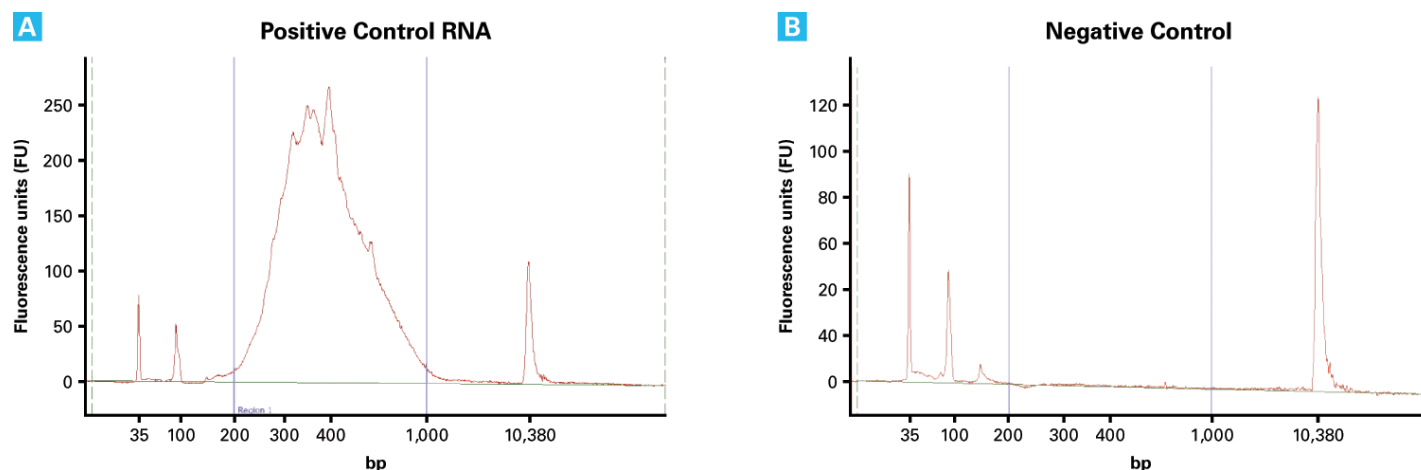 A
Positive Control RNA
Fluorescence units (FU)
250
200
150
100
50
0
Region 1
35 100 200 300 400 1,000 10,380
bp
B
Negative Control
Fluorescence units (FU)
120
100
80
60
20
40
0
35 100 200 300 400 1,000 10,380
bp